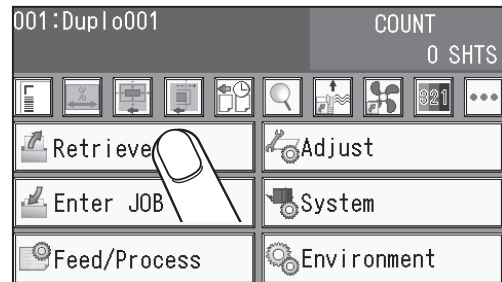 001:Duplo001
COUNT
0 SHTS
%
321
Retrieve
Adjust
Enter JOB
System
Feed/Process
Environment